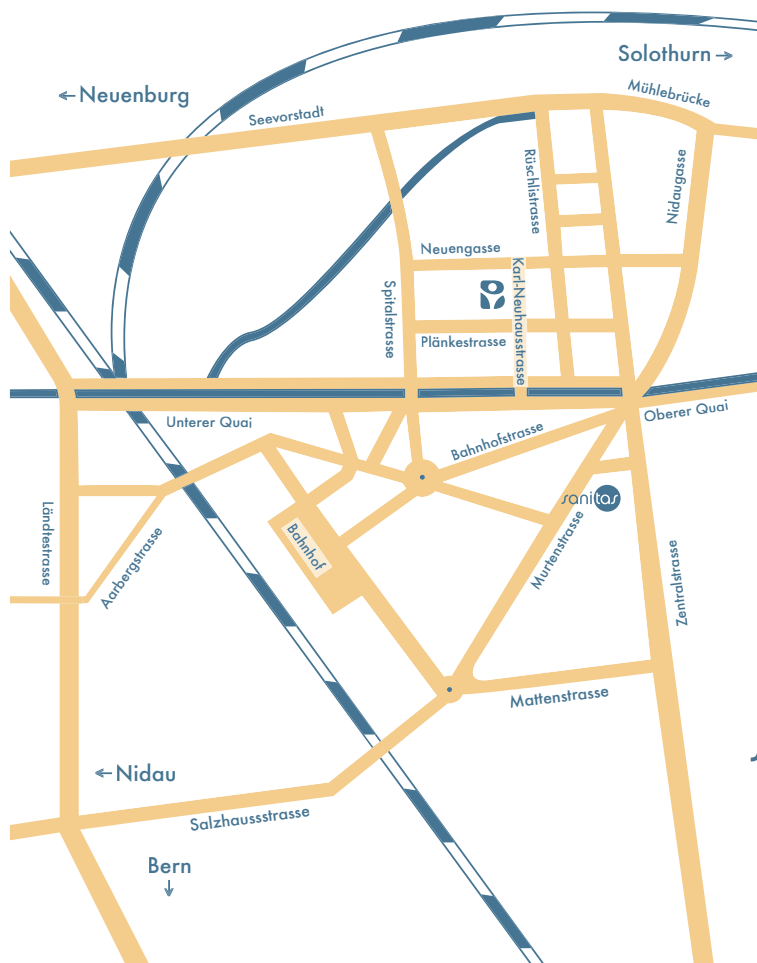 Solothurn
Neuenburg
Mühlebrücke
Seevorstadt
Rüschlistrasse
Nidaugasse
Neuengasse
Karl-Neuhausstrasse
Spitalstrasse
Plänkestrasse
Unterer Quai
Oberer Quai
Bahnhofstrasse
sanitas
Ländtestrasse
Aarbergstrasse
Bahnhof
Murtenstrasse
Zentralstrasse
Mattenstrasse
Nidau
Salzhaussstrasse
Bern